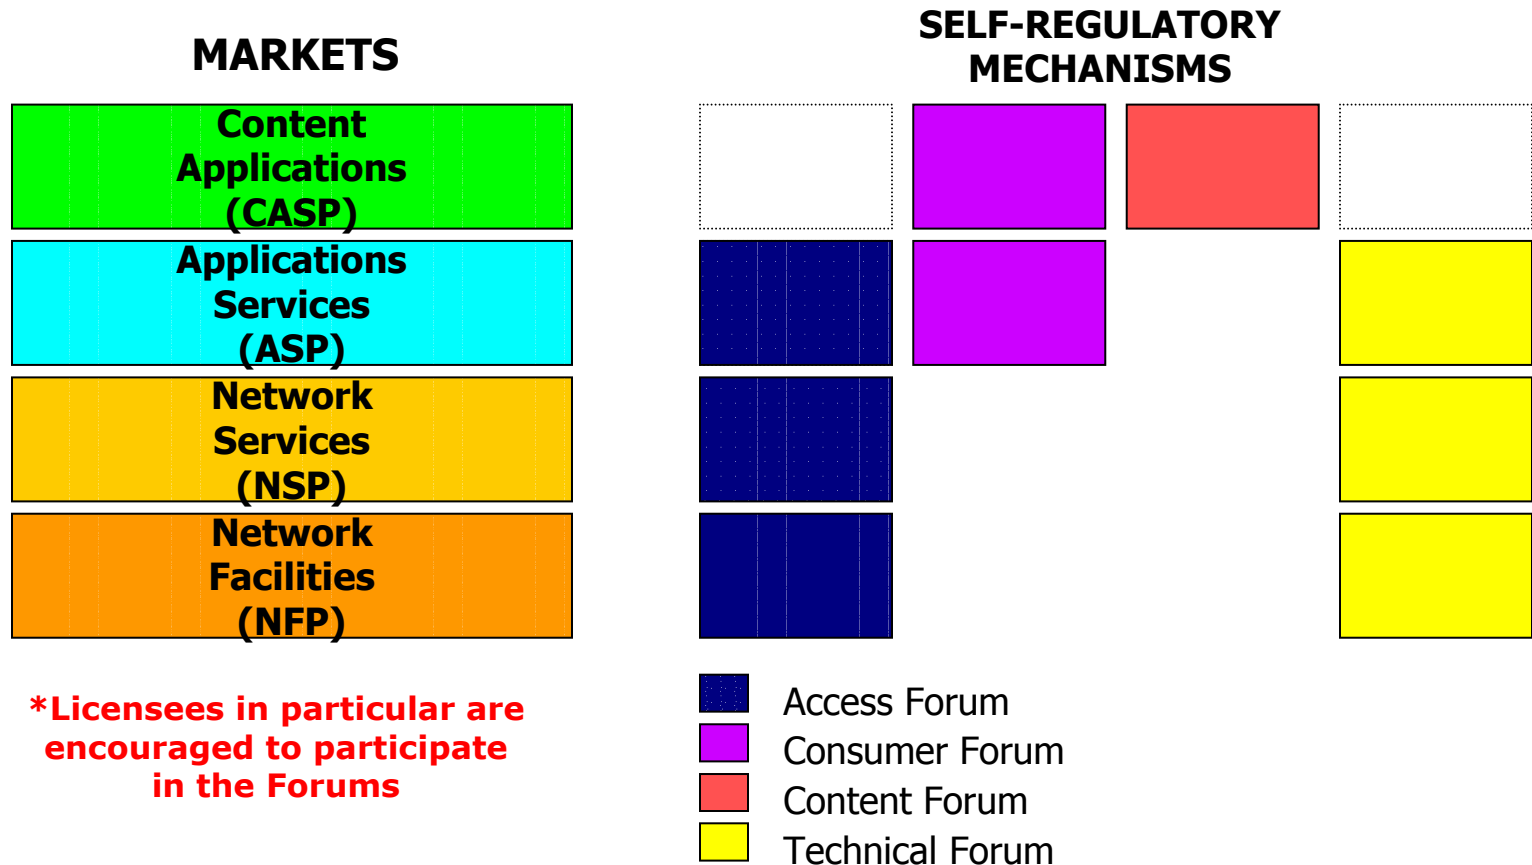 MARKETS
SELF-REGULATORY
MECHANISMS
Content
Applications
(CASP)
Applications
Services
(ASP)
Network
Services
(NSP)
Network
Facilities
(NFP)
*Licensees in particular are
encouraged to participate
in the Forums
Access Forum
Consumer Forum
Content Forum
Technical Forum